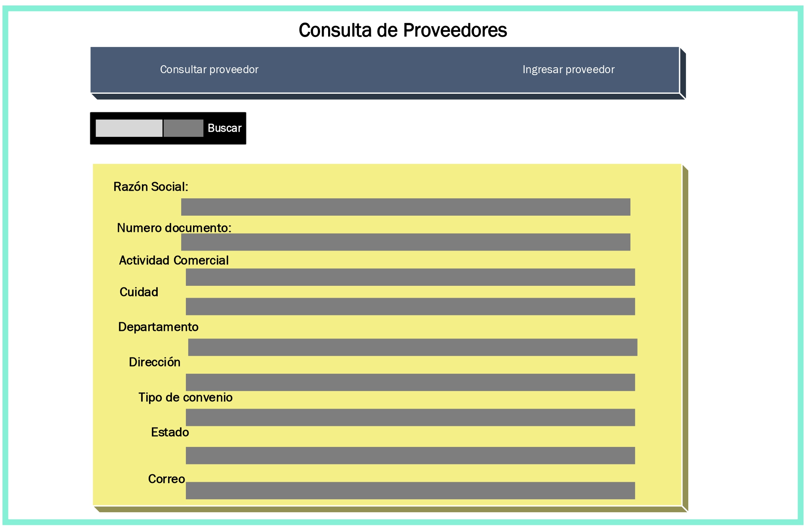 Consulta de Proveedores
Consultar proveedor Ingresar proveedor
Buscar
Razón Social:
Numero documento:
Actividad Comercial
Cuidad
Departamento
Dirección
Tipo de convenio
Estado
Correo